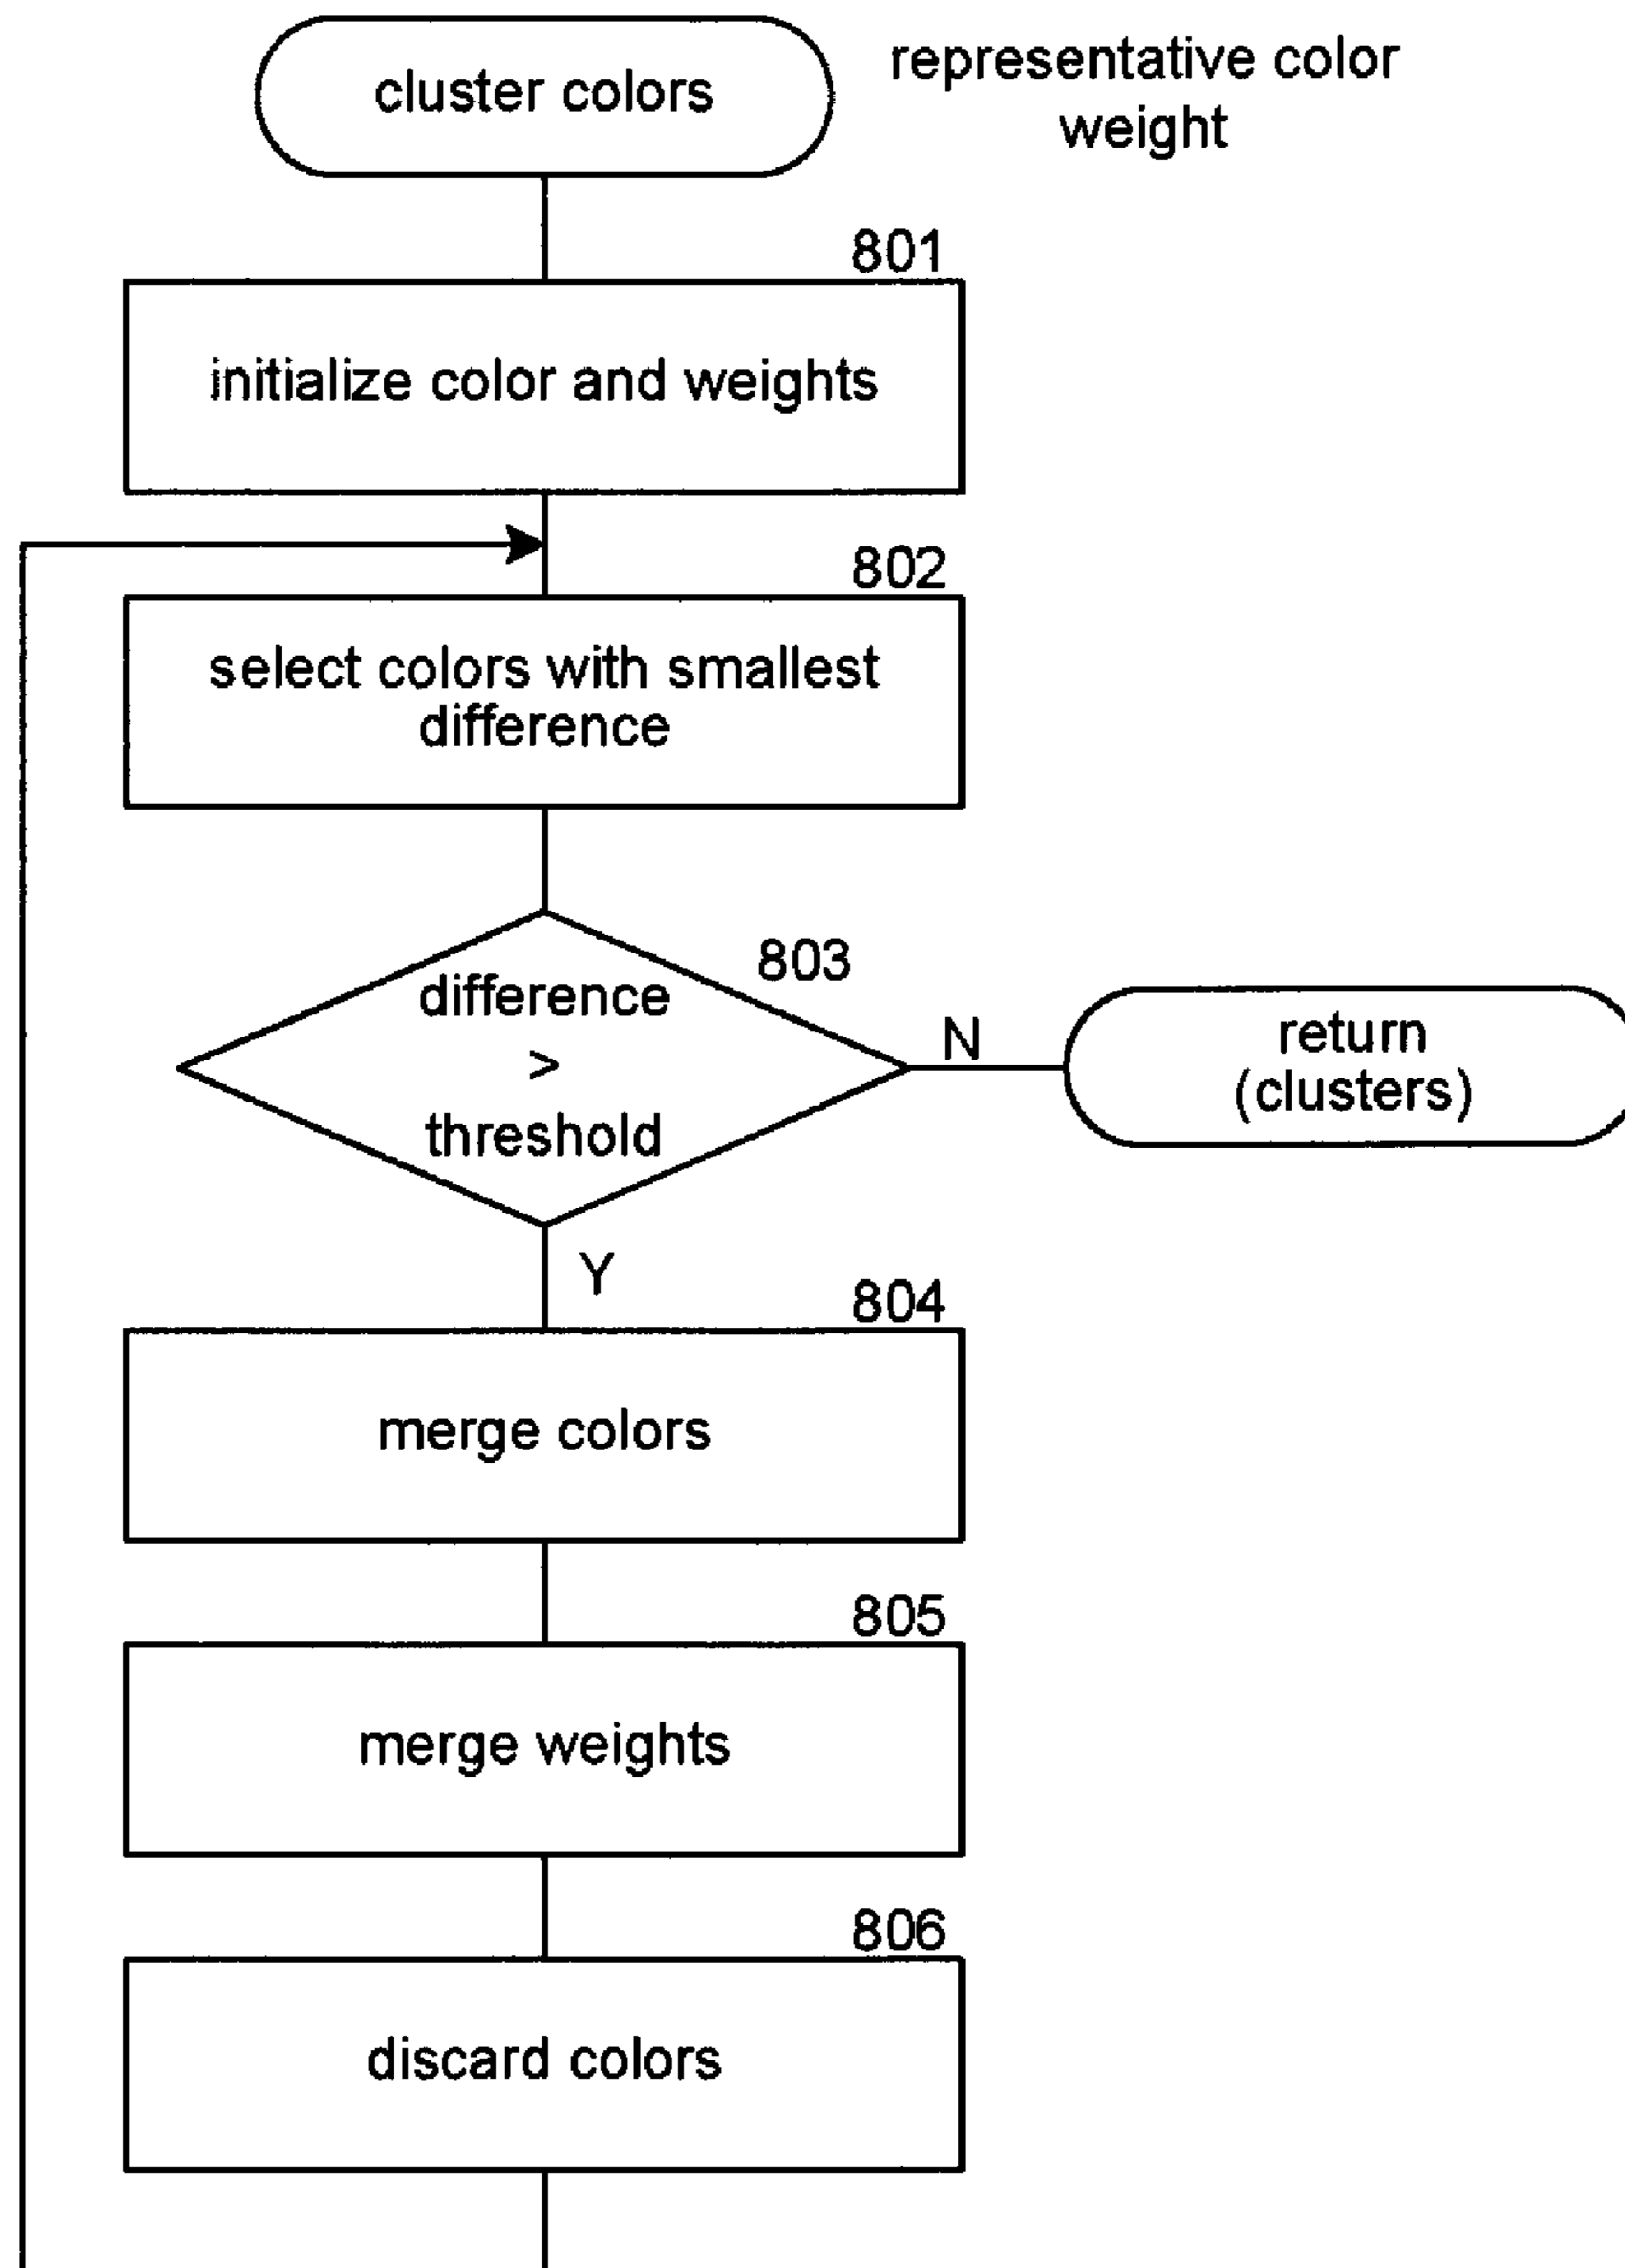 cluster colors
representative color
weight
801
initialize color and weights
802
select colors with smallest
difference
803
difference
>
threshold
N
return
(clusters)
Y
804
merge colors
805
merge weights
806
discard colors